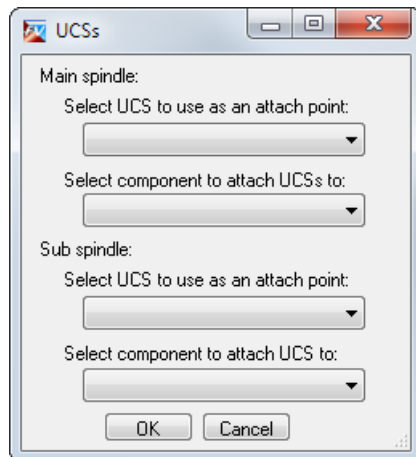 UCSs
Main spindle:
Select UCS to use as an attach point:
Select component to attach UCSs to:
Sub spindle:
Select UCS to use as an attach point:
Select component to attach UCS to:
OK Cancel